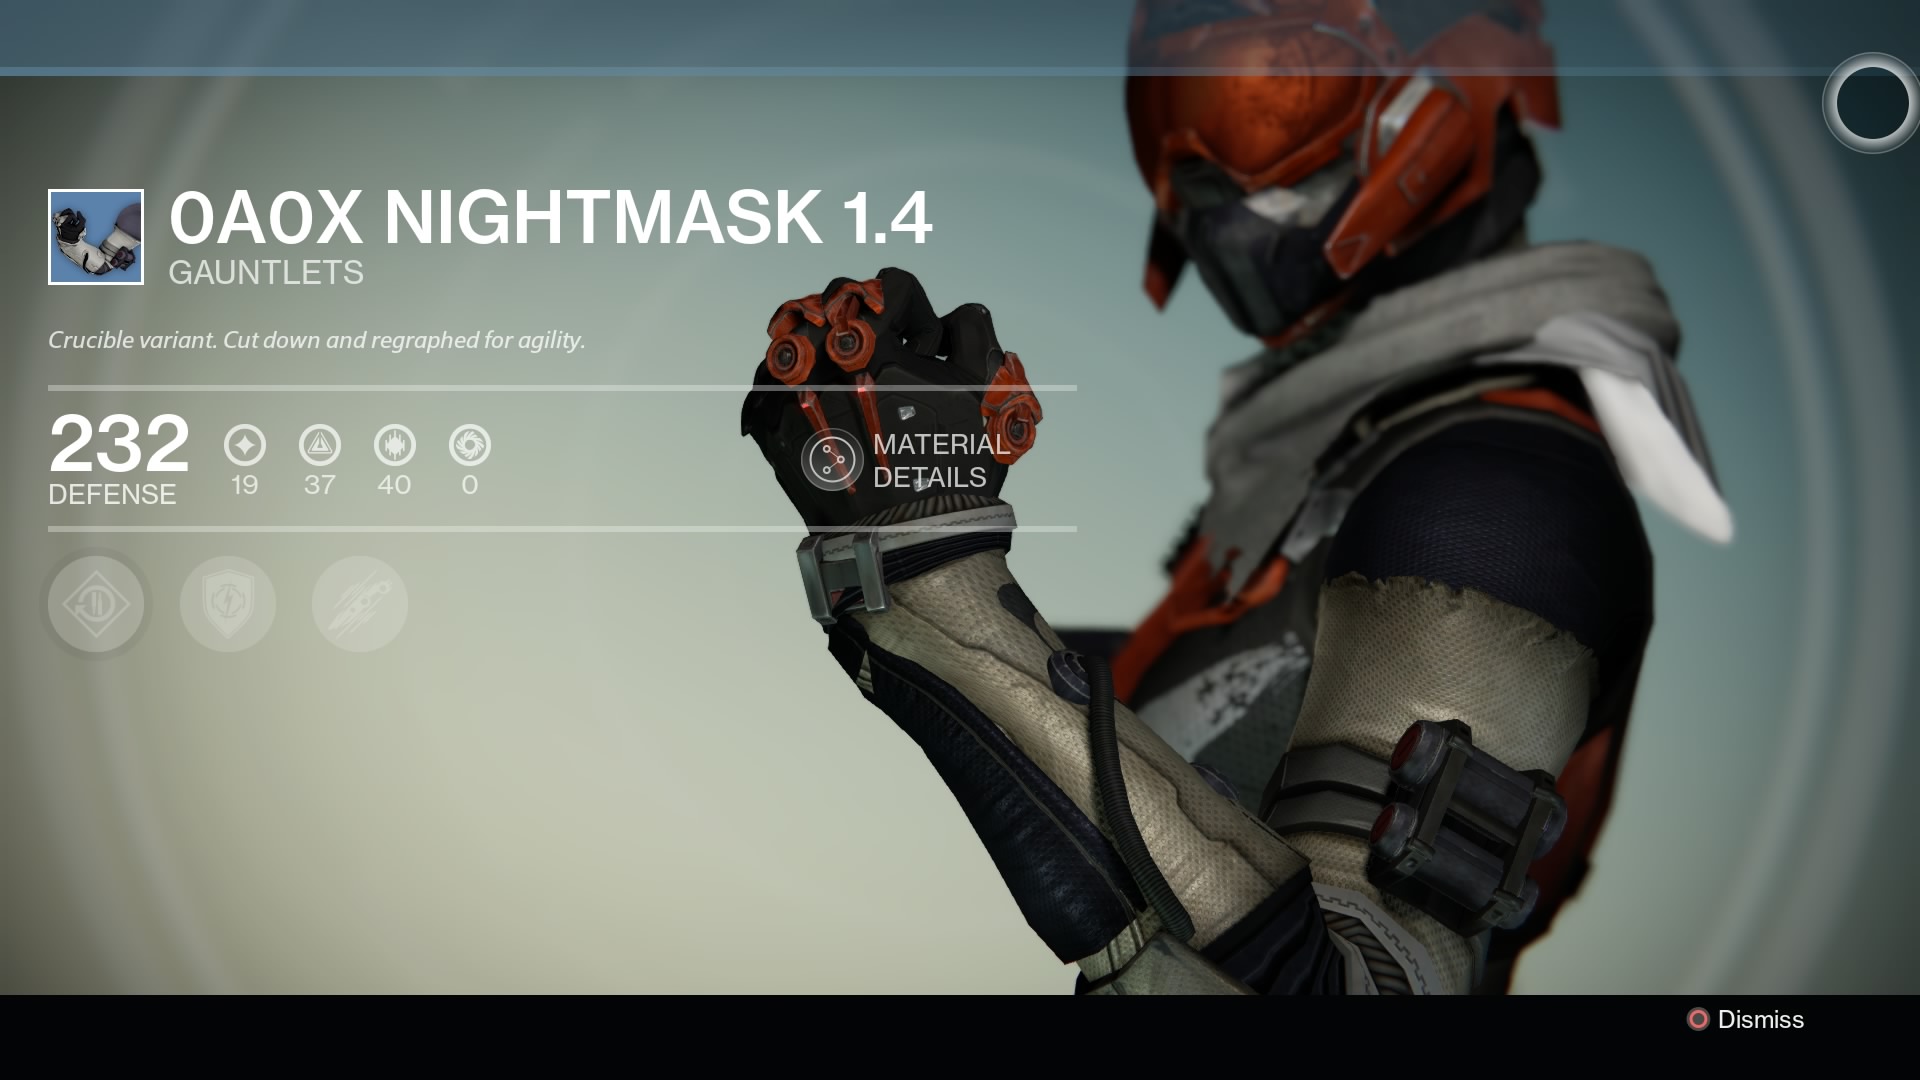 0A0X NIGHTMASK 1.4
GAUNTLETS
Crucible variant. Cut down and regraphed for agility.
232
DEFENSE
19
37
40
0
MATERIAL
DETAILS
Dismiss